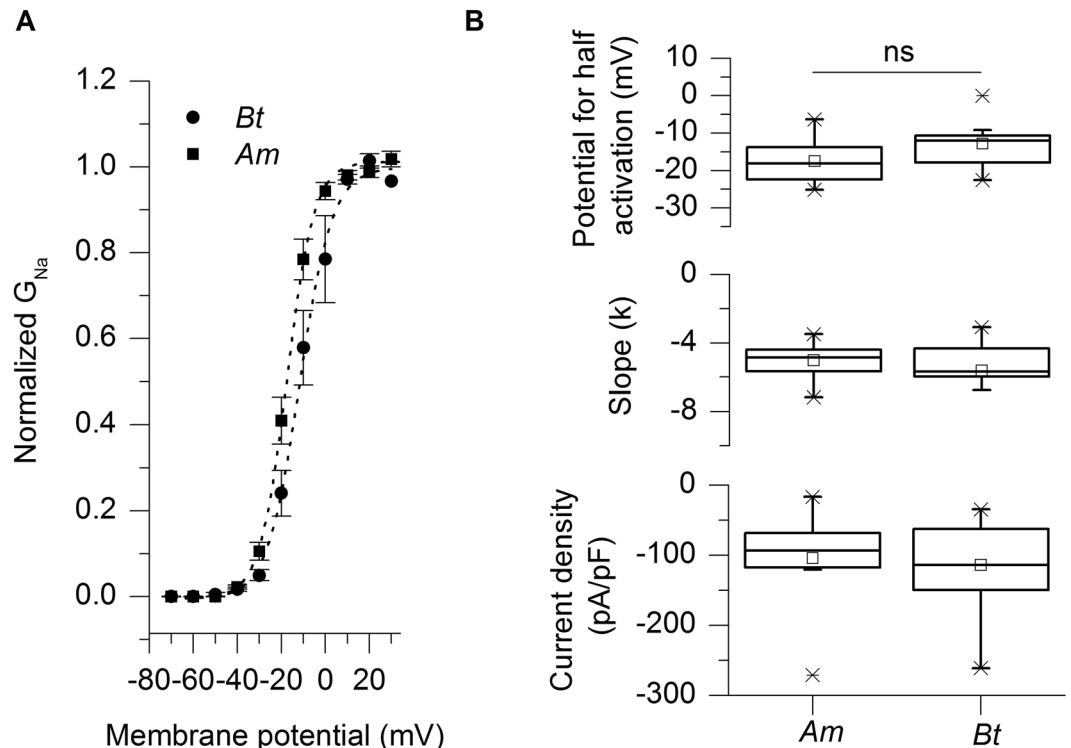 A
B
1.2
1.0
0.8
0.6
0.4
0.2
0.0
Normalized G_Na
Bt
Am
-80 -60 -40 -20 0 20
Membrane potential (mV)
ns
10
0
-10
-20
-30
Potential for half
activation (mV)
0
-4
-8
Slope (k)
0
-100
-200
-300
Current density
(pA/pF)
Am
Bt